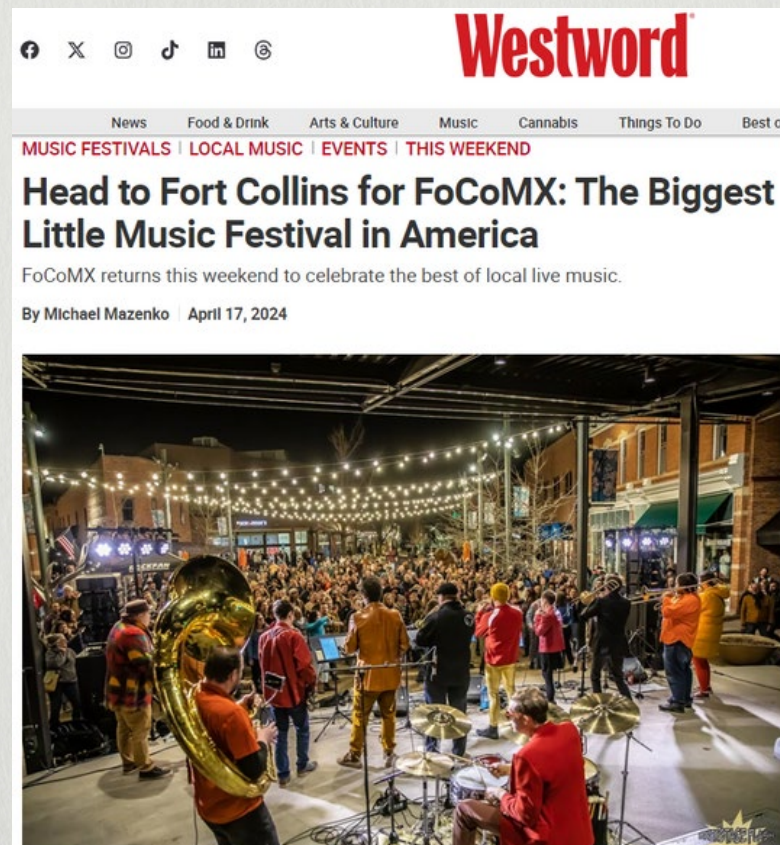 Westword
News Food & Drink Arts & Culture Music Cannabis Things To Do Best
MUSIC FESTIVALS | LOCAL MUSIC | EVENTS | THIS WEEKEND
Head to Fort Collins for FoCoMX: The Biggest
Little Music Festival in America
FoCoMX returns this weekend to celebrate the best of local live music.
By Michael Mazenko | April 17, 2024